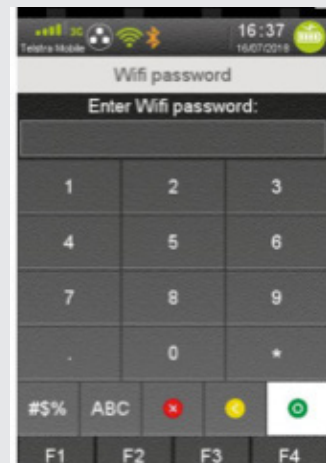 3G 16:37
Telstra Mobile 16/07/2018
Wifi password
Enter Wifi password:
1 2 3
4 5 6
7 8 9
. 0 *
#$% ABC
F1 F2 F3 F4